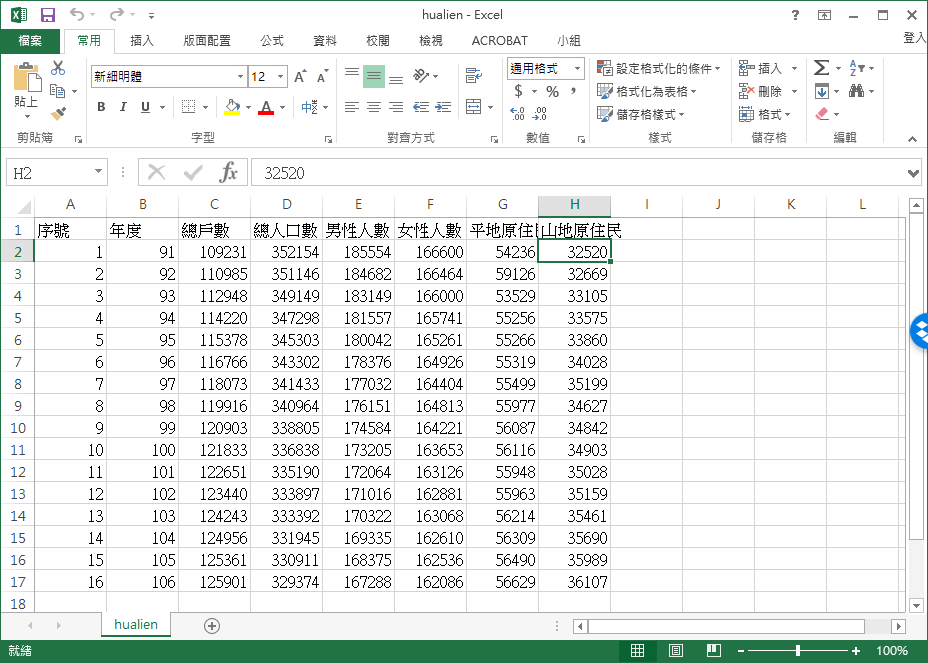 hualien - Excel
?
登入
檔案 常用 插入 版面配置 公式 資料 校閱 檢視 ACROBAT 小組
貼上
新細明體 12
B I U A 中
通用格式
$ % ,
設定格式化的條件
格式化為表格
儲存格樣式
插入
刪除
格式
剪貼簿 字型 對齊方式 數值 樣式 儲存格 編輯
H2 fx 32520
A B C D E F G H I J K L
1 序號 年度 總戶數 總人口數 男性人數 女性人數 平地原住 山地原住民
2 1 91 109231 352154 185554 166600 54236 32520
3 2 92 110985 351146 184682 166464 59126 32669
4 3 93 112948 349149 183149 166000 53529 33105
5 4 94 114220 347298 181557 165741 55256 33575
6 5 95 115378 345303 180042 165261 55266 33860
7 6 96 116766 343302 178376 164926 55319 34028
8 7 97 118073 341433 177032 164404 55499 35199
9 8 98 119916 340964 176151 164813 55977 34627
10 9 99 120903 338805 174584 164221 56087 34842
11 10 100 121833 336838 173205 163653 56116 34903
12 11 101 122651 335190 172064 163126 55948 35028
13 12 102 123440 333897 171016 162881 55963 35159
14 13 103 124243 333392 170322 163068 56214 35461
15 14 104 124956 331945 169335 162610 56309 35690
16 15 105 125361 330911 168375 162536 56490 35989
17 16 106 125901 329374 167288 162086 56629 36107
18
hualien
就緒 100%